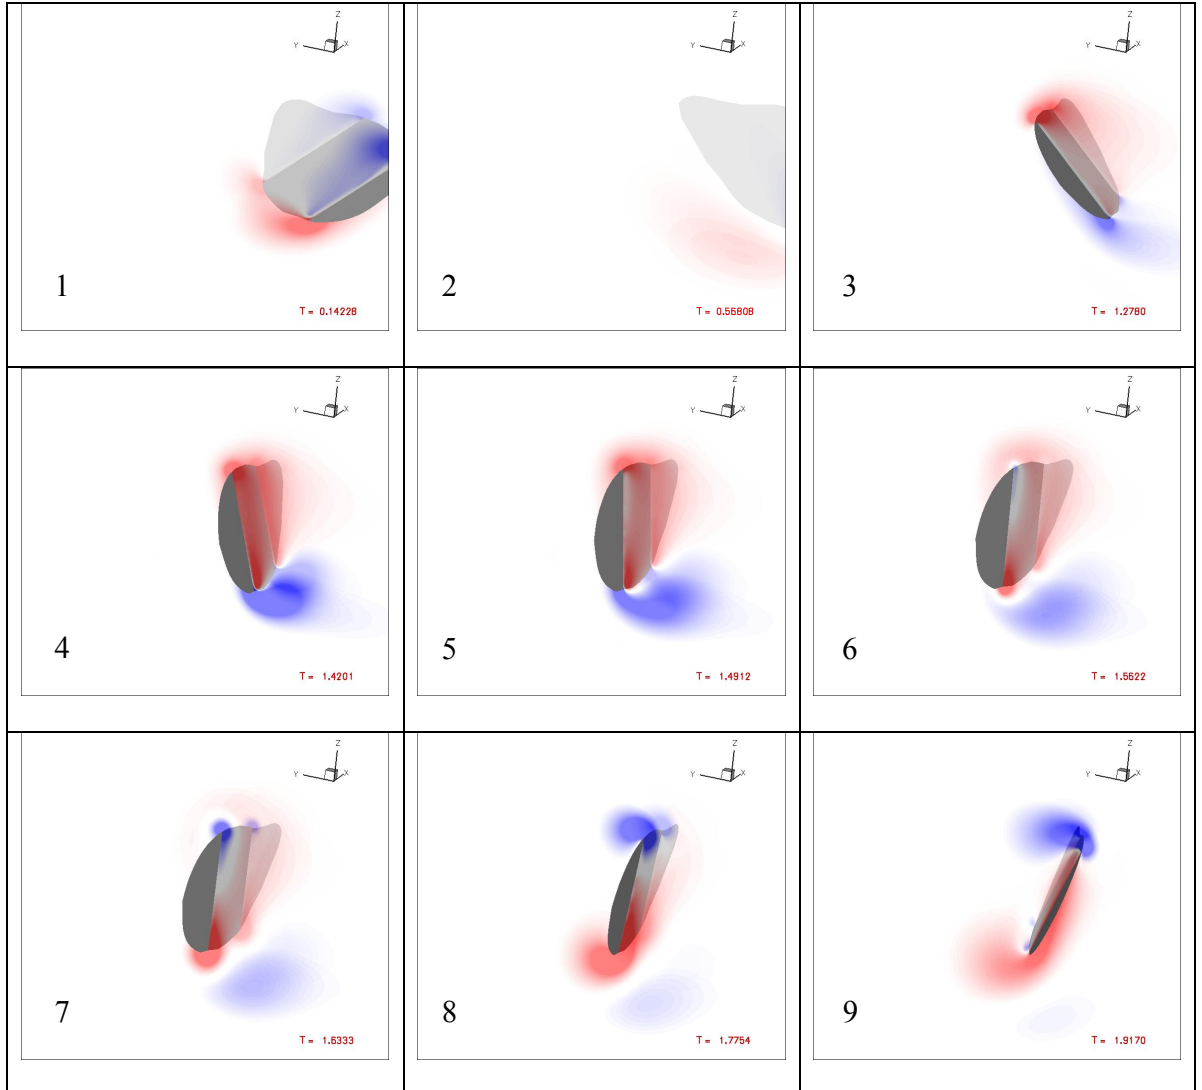 Z
Y X
1
T = 0.14228
Z
Y X
2
T = 0.56808
Z
Y X
3
T = 1.2780
Z
Y X
4
T = 1.4201
Z
Y X
5
T = 1.4912
Z
Y X
6
T = 1.5622
Z
Y X
7
T = 1.6333
Z
Y X
8
T = 1.7754
Z
Y X
9
T = 1.9170